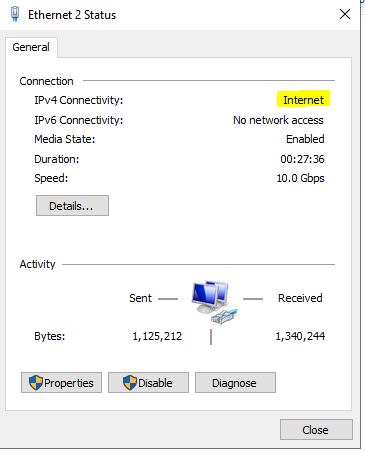 Ethernet 2 Status
General
Connection
IPv4 Connectivity: Internet
IPv6 Connectivity: No network access
Media State: Enabled
Duration: 00:27:36
Speed: 10.0 Gbps
Details...
Activity
Sent Received
Bytes: 1,125,212 1,340,244
Properties Disable Diagnose
Close